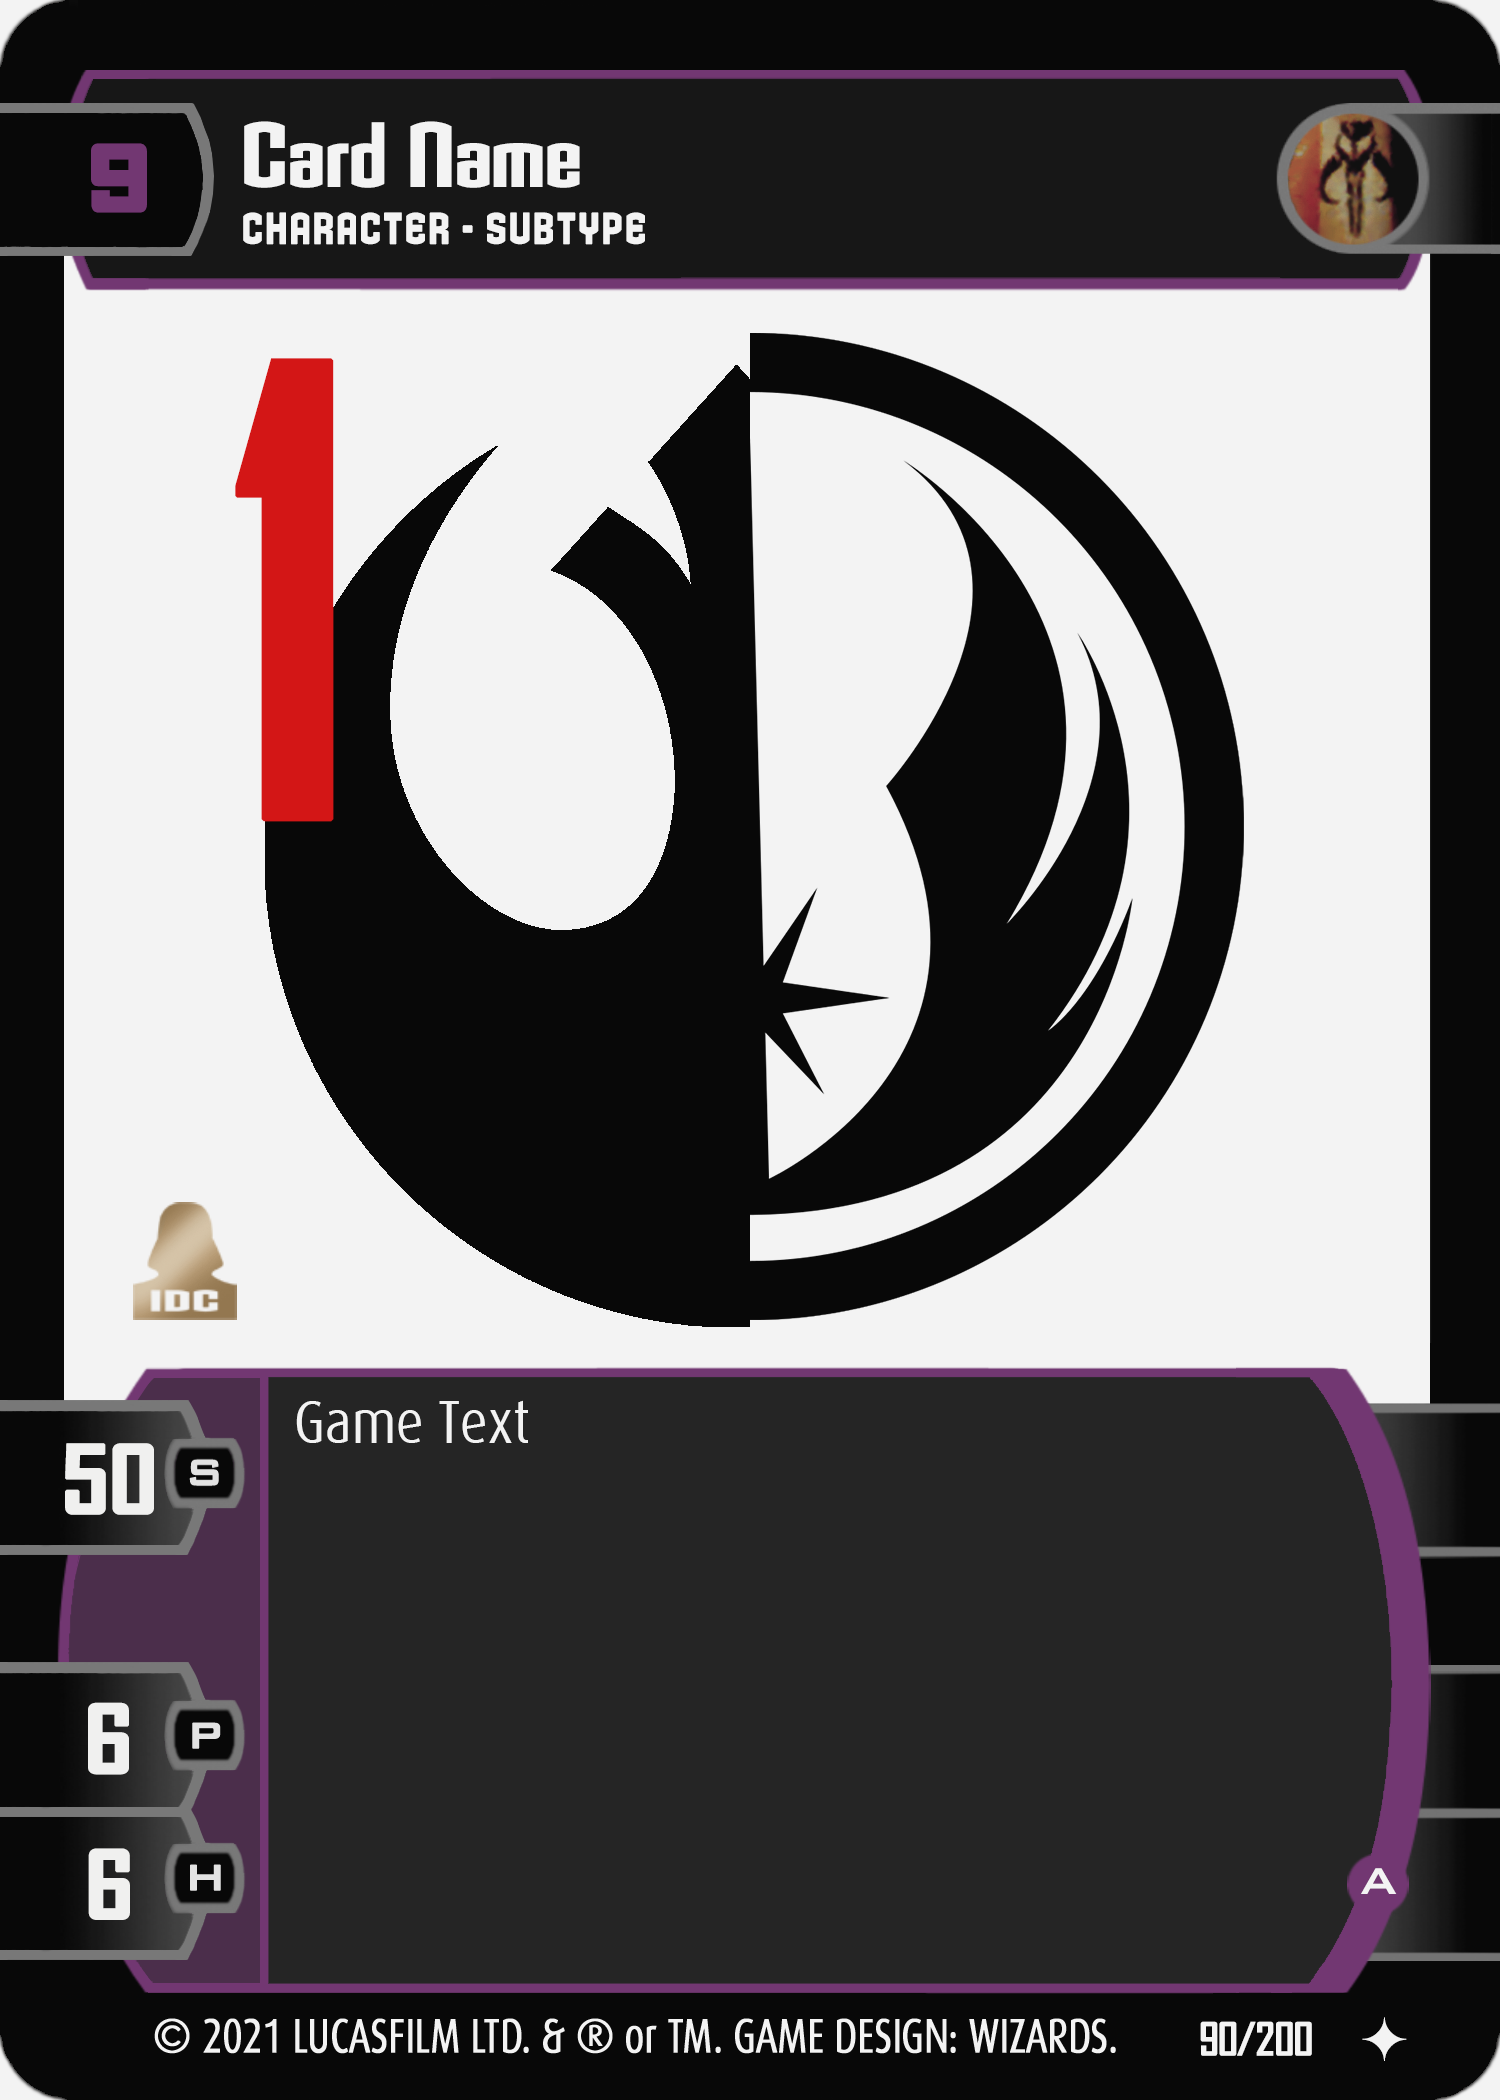 9
Card Name
CHARACTER - SUBTYPE
1
IDC
50 S
Game Text
6 P
6 H
A
© 2021 LUCASFILM LTD. & ® or TM. GAME DESIGN: WIZARDS. 90/200